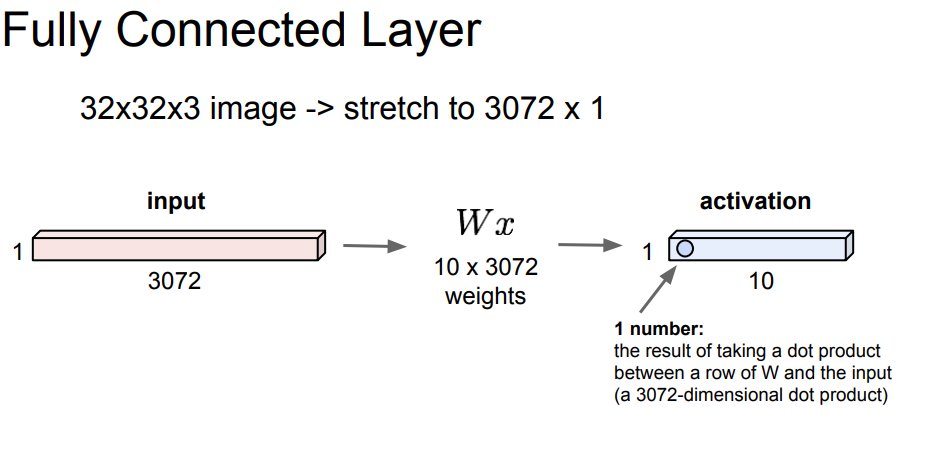 Fully Connected Layer
32x32x3 image -> stretch to 3072 x 1
input
1
3072
Wx
10 x 3072
weights
activation
1
10
1 number:
the result of taking a dot product
between a row of W and the input
(a 3072-dimensional dot product)